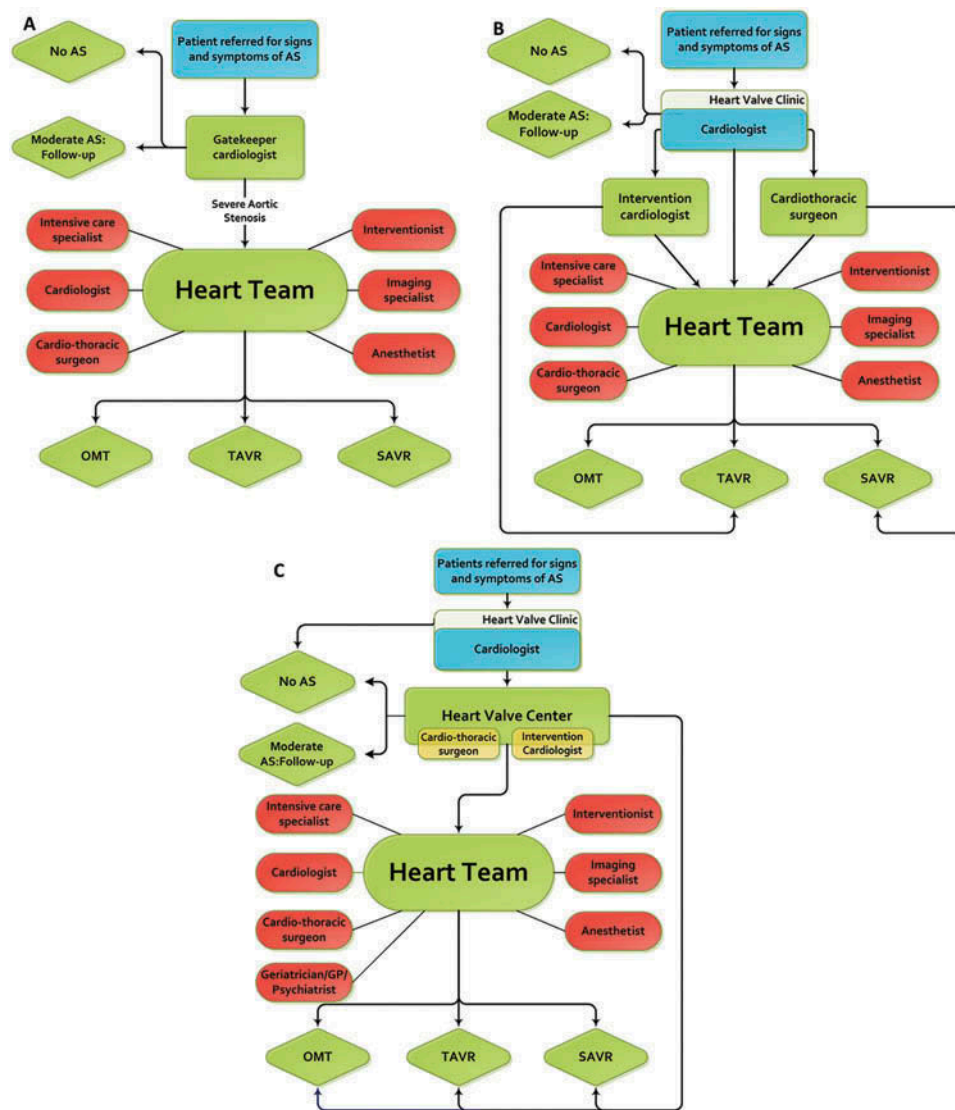 A
Patient referred for signs
and symptoms of AS
No AS
Moderate AS:
Follow-up
Gatekeeper
cardiologist
Severe Aortic
Stenosis
Intensive care
specialist
Interventionist
Cardiologist
Heart Team
Imaging
specialist
Cardio-thoracic
surgeon
Anesthetist
OMT
TAVR
SAVR
B
Patient referred for signs
and symptoms of AS
No AS
Moderate AS:
Follow-up
Heart Valve Clinic
Cardiologist
Intervention
cardiologist
Cardiothoracic
surgeon
Intensive care
specialist
Interventionist
Cardiologist
Heart Team
Imaging
specialist
Cardio-thoracic
surgeon
Anesthetist
OMT
TAVR
SAVR
C
Patients referred for signs
and symptoms of AS
Heart Valve Clinic
Cardiologist
No AS
Heart Valve Center
Cardio-thoracic
surgeon
Intervention
Cardiologist
Moderate
AS:Follow-up
Intensive care
specialist
Interventionist
Cardiologist
Heart Team
Imaging
specialist
Cardio-thoracic
surgeon
Anesthetist
Geriatrician/GP/
Psychiatrist
OMT
TAVR
SAVR